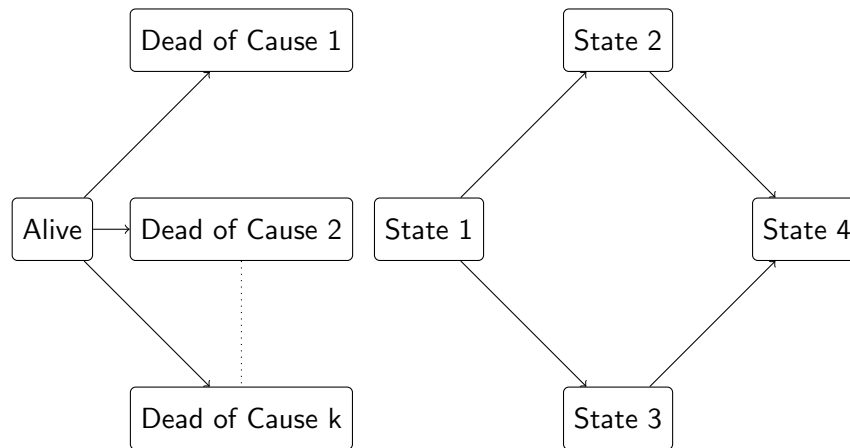 Dead of Cause 1
Alive
Dead of Cause 2
Dead of Cause k
State 2
State 1
State 4
State 3